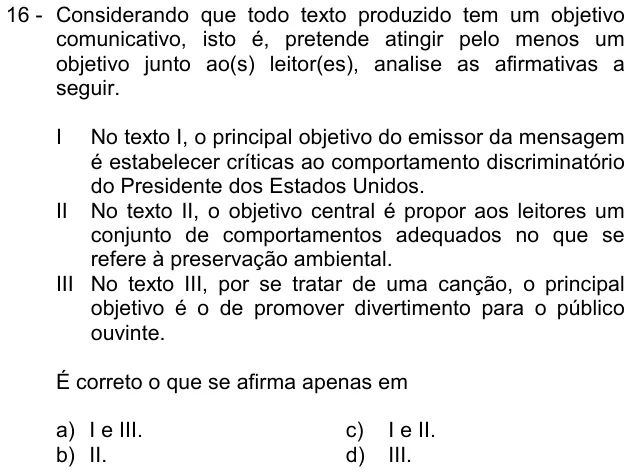 16 - Considerando que todo texto produzido tem um objetivo
comunicativo, isto é, pretende atingir pelo menos um
objetivo junto ao(s) leitor(es), analise as afirmativas a
seguir.
I No texto I, o principal objetivo do emissor da mensagem
é estabelecer críticas ao comportamento discriminatório
do Presidente dos Estados Unidos.
II No texto II, o objetivo central é propor aos leitores um
conjunto de comportamentos adequados no que se
refere à preservação ambiental.
III No texto III, por se tratar de uma canção, o principal
objetivo é o de promover divertimento para o público
ouvinte.
É correto o que se afirma apenas em
a) I e III. c) I e II.
b) II. d) III.